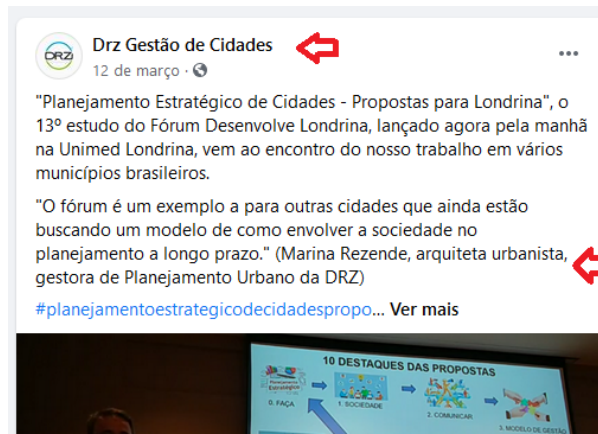 DRZ
Drz Gestão de Cidades
12 de março ·
"Planejamento Estratégico de Cidades - Propostas para Londrina", o
13º estudo do Fórum Desenvolve Londrina, lançado agora pela manhã
na Unimed Londrina, vem ao encontro do nosso trabalho em vários
municípios brasileiros.
"O fórum é um exemplo a para outras cidades que ainda estão
buscando um modelo de como envolver a sociedade no
planejamento a longo prazo." (Marina Rezende, arquiteta urbanista,
gestora de Planejamento Urbano da DRZ)
#planejamentoestrategicodecidadespropo... Ver mais
10 DESTAQUES DAS PROPOSTAS
Planejamento
Estratégico
0. FAÇA
1. SOCIEDADE
2. COMUNICAR
3. MODELO DE GESTÃO